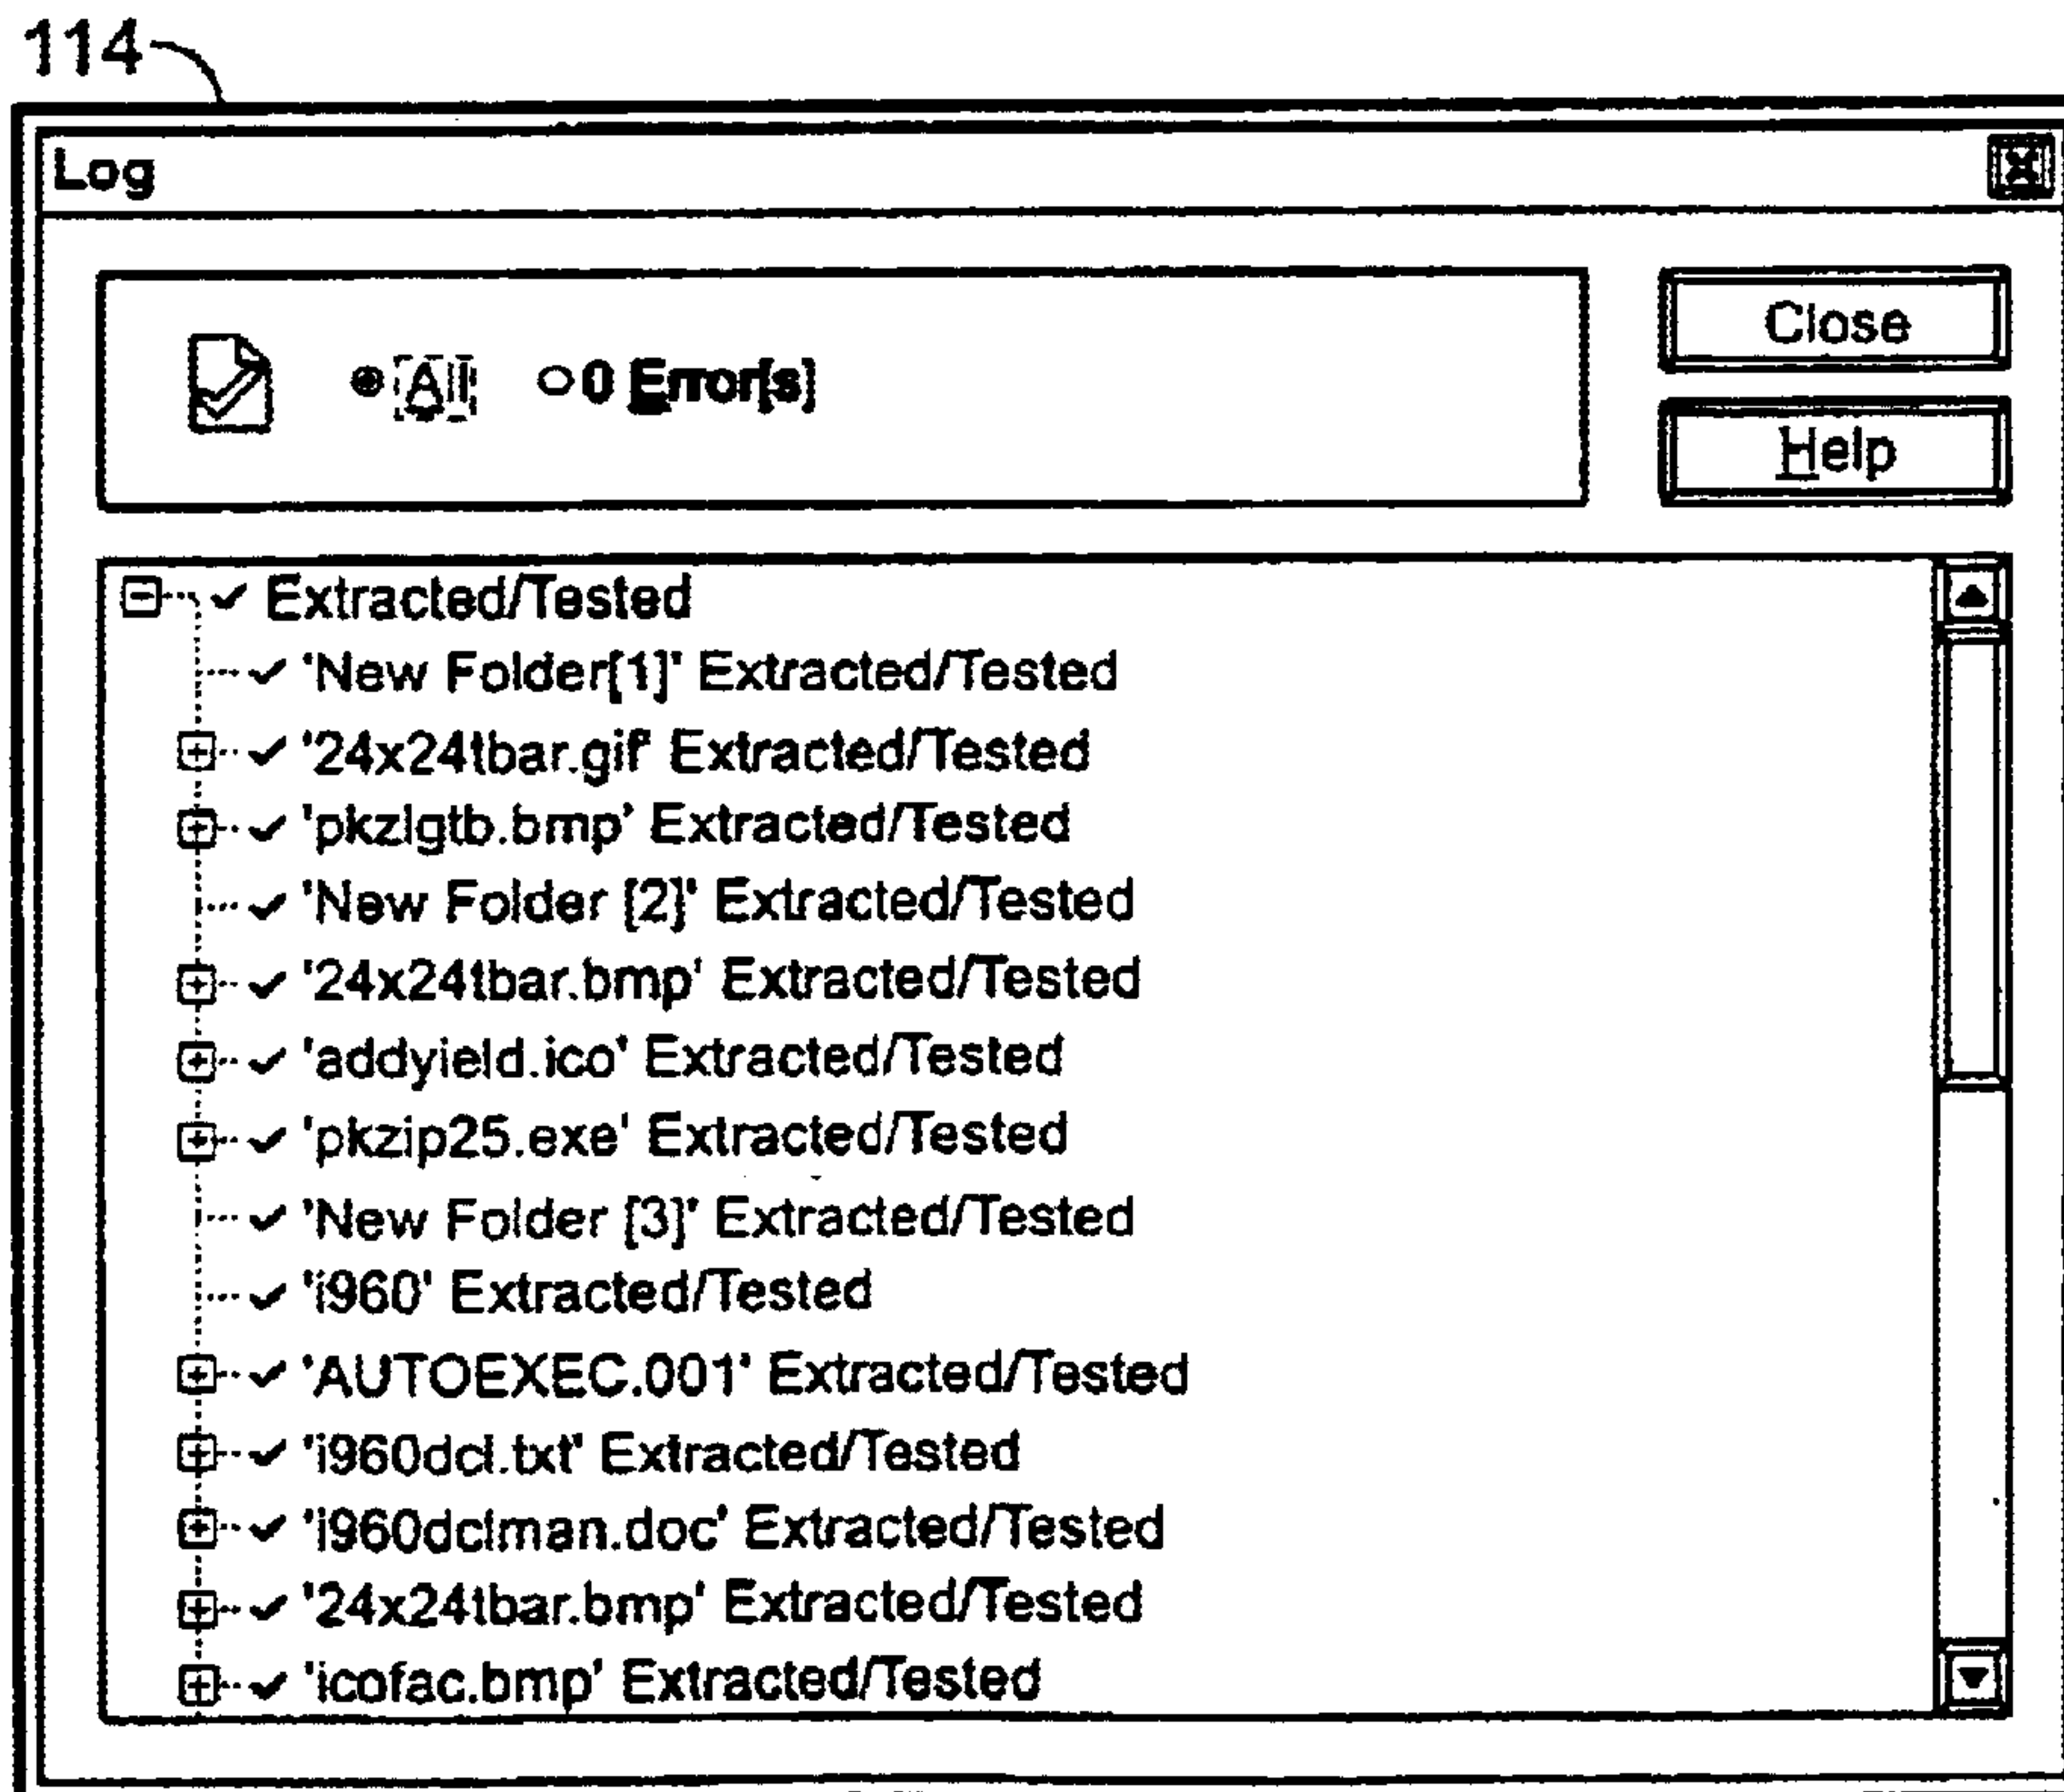 114
Log
All 0 Error[s]
Close
Help
Extracted/Tested
'New Folder[1]' Extracted/Tested
'24x24tbar.gif' Extracted/Tested
'pkzlgtb.bmp' Extracted/Tested
'New Folder [2]' Extracted/Tested
'24x24tbar.bmp' Extracted/Tested
'addyield.ico' Extracted/Tested
'pkzip25.exe' Extracted/Tested
'New Folder [3]' Extracted/Tested
'i960' Extracted/Tested
'AUTOEXEC.001' Extracted/Tested
'i960dcl.txt' Extracted/Tested
'i960dclman.doc' Extracted/Tested
'24x24tbar.bmp' Extracted/Tested
'icofac.bmp' Extracted/Tested